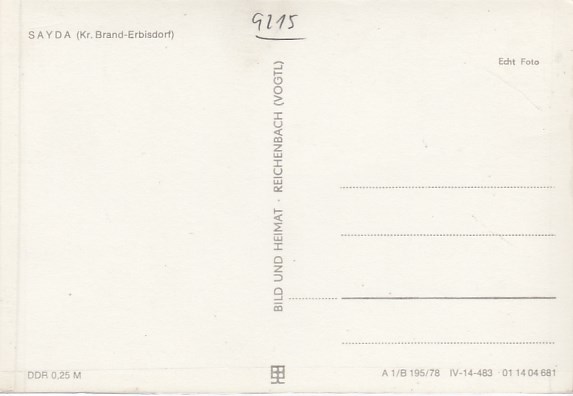 9215
SAYDA (Kr. Brand-Erbisdorf)
Echt Foto
BILD UND HEIMAT · REICHENBACH (VOGTL)
DDR 0,25 M
A 1/B 195/78 IV-14-483 01 14 04 681